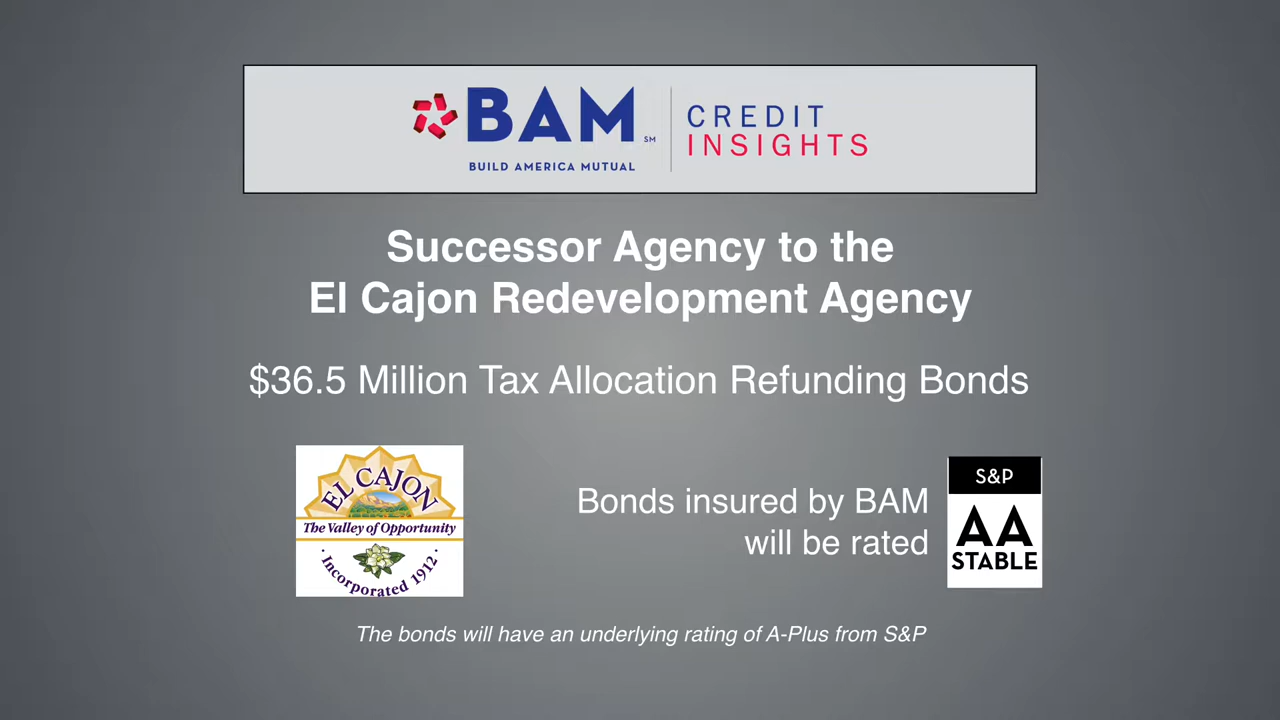 BAM SM
BUILD AMERICA MUTUAL
CREDIT
INSIGHTS
Successor Agency to the
El Cajon Redevelopment Agency
$36.5 Million Tax Allocation Refunding Bonds
EL CAJON
The Valley of Opportunity
· Incorporated 1912 ·
Bonds insured by BAM
will be rated
S&P
AA
STABLE
The bonds will have an underlying rating of A-Plus from S&P